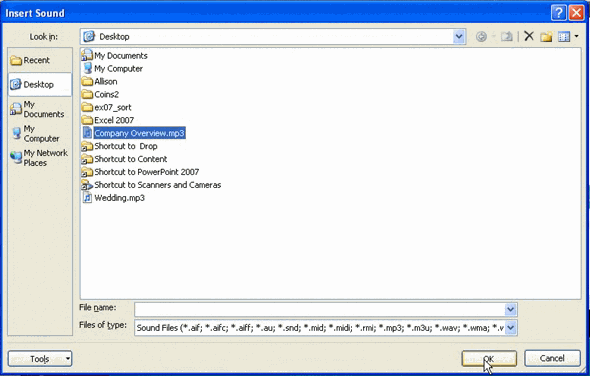 Insert Sound
Look in: Desktop
Recent
Desktop
My Documents
My Computer
My Network Places
My Documents
My Computer
Allison
Coins2
ex07_sort
Excel 2007
Company Overview.mp3
Shortcut to Drop
Shortcut to Content
Shortcut to PowerPoint 2007
Shortcut to Scanners and Cameras
Wedding.mp3
File name:
Files of type: Sound Files (*.aif; *.aifc; *.aiff; *.au; *.snd; *.mid; *.midi; *.rmi; *.mp3; *.m3u; *.wav; *.wma; *.w
Tools OK Cancel